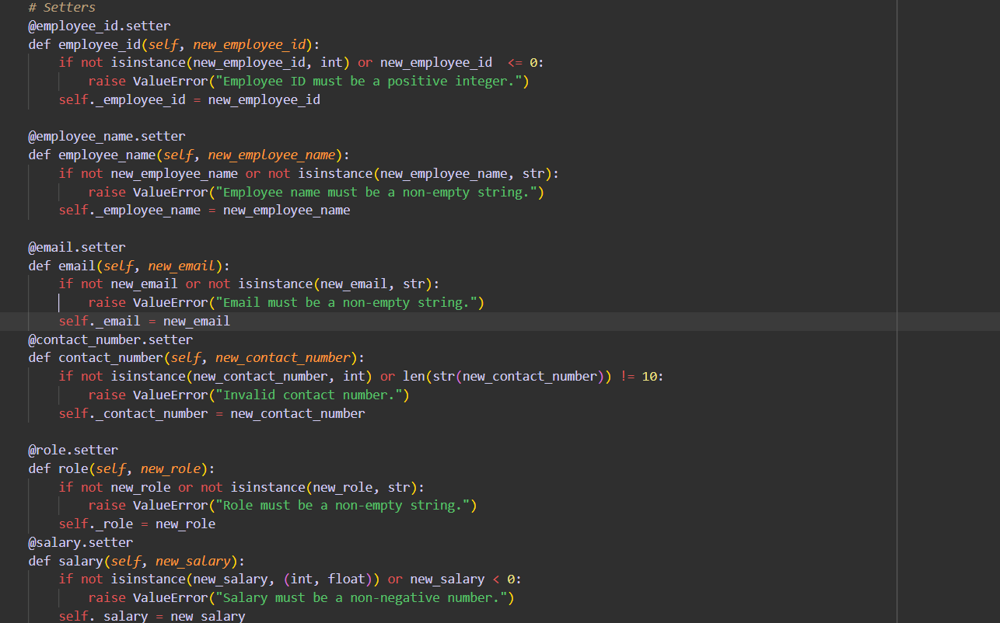 # Setters
@employee_id.setter
def employee_id(self, new_employee_id):
    if not isinstance(new_employee_id, int) or new_employee_id  <= 0:
        raise ValueError("Employee ID must be a positive integer.")
    self._employee_id = new_employee_id

@employee_name.setter
def employee_name(self, new_employee_name):
    if not new_employee_name or not isinstance(new_employee_name, str):
        raise ValueError("Employee name must be a non-empty string.")
    self._employee_name = new_employee_name

@email.setter
def email(self, new_email):
    if not new_email or not isinstance(new_email, str):
        raise ValueError("Email must be a non-empty string.")
    self._email = new_email
@contact_number.setter
def contact_number(self, new_contact_number):
    if not isinstance(new_contact_number, int) or len(str(new_contact_number)) != 10:
        raise ValueError("Invalid contact number.")
    self._contact_number = new_contact_number

@role.setter
def role(self, new_role):
    if not new_role or not isinstance(new_role, str):
        raise ValueError("Role must be a non-empty string.")
    self._role = new_role
@salary.setter
def salary(self, new_salary):
    if not isinstance(new_salary, (int, float)) or new_salary < 0:
        raise ValueError("Salary must be a non-negative number.")
    self._salary = new_salary